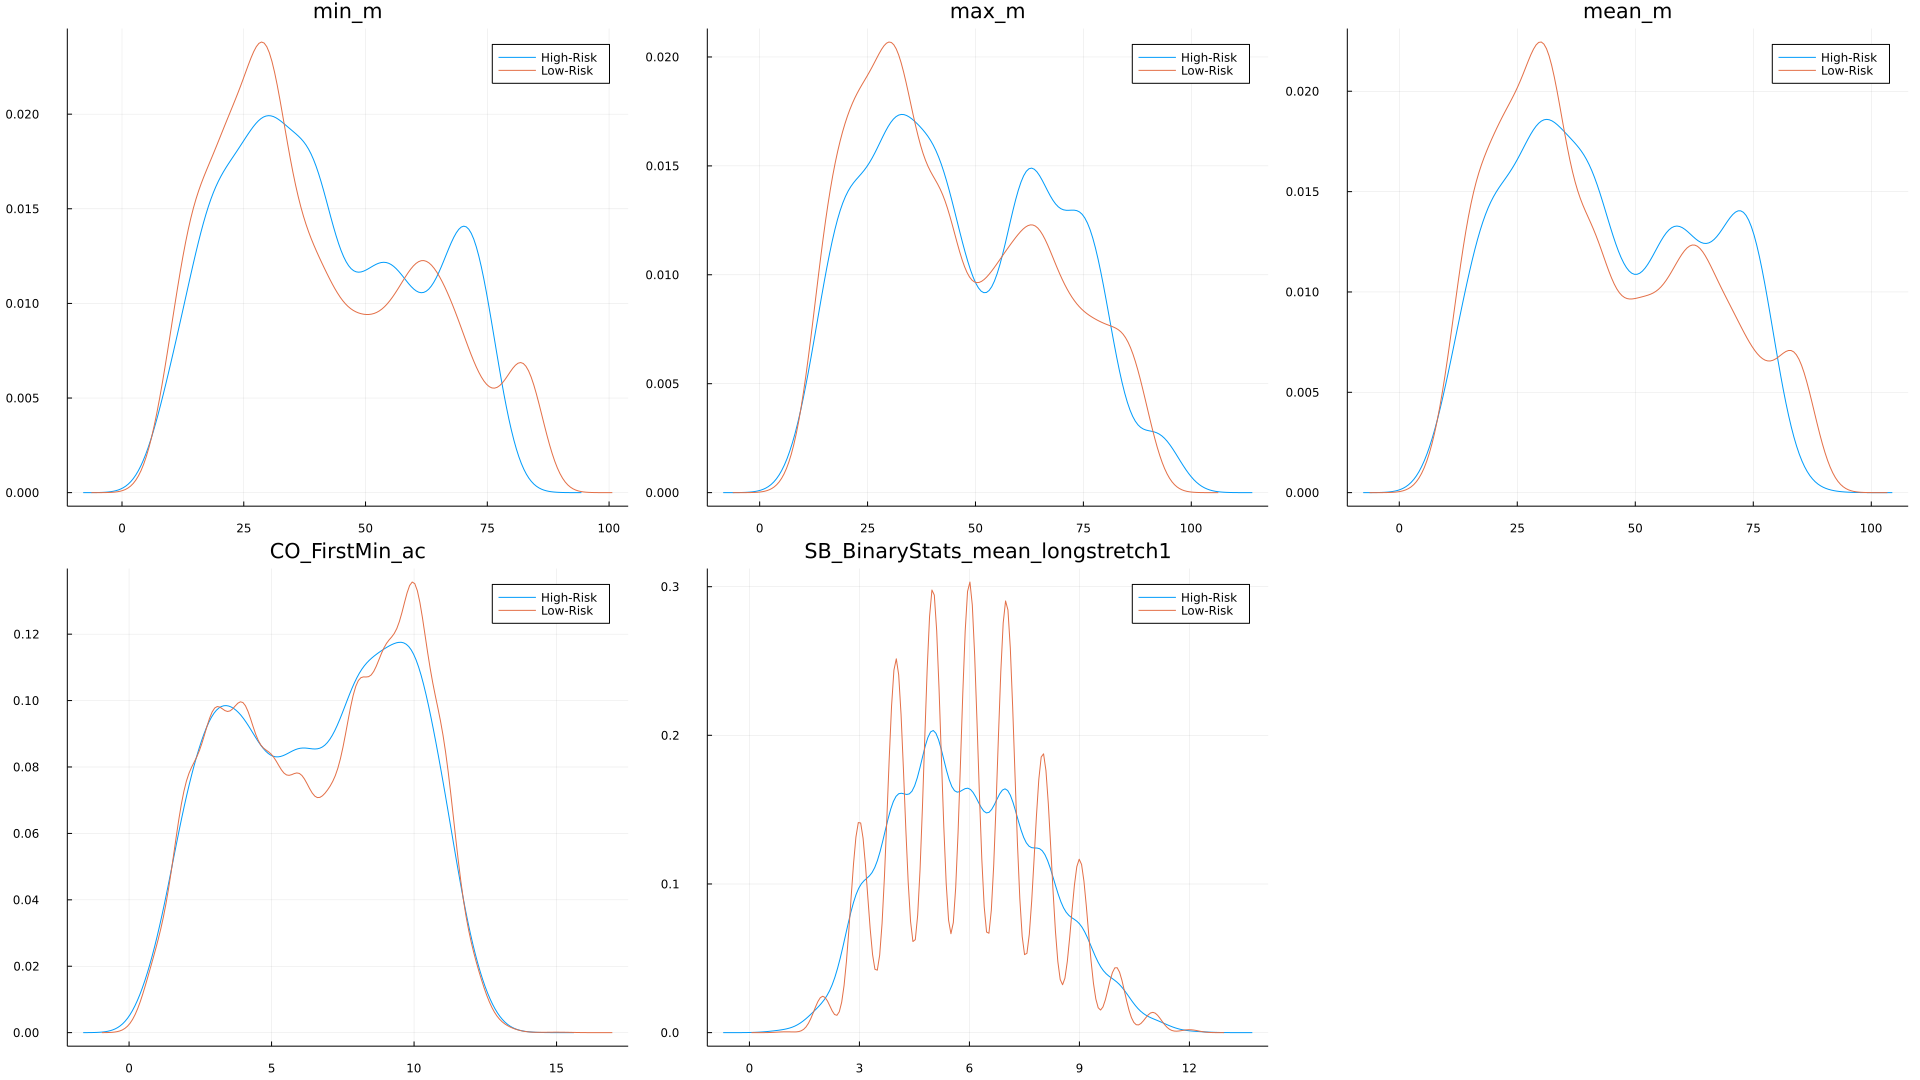 min_m
High-Risk
Low-Risk
0.020
0.015
0.010
0.005
0.000
0 25 50 75 100
max_m
High-Risk
Low-Risk
0.020
0.015
0.010
0.005
0.000
0 25 50 75 100
mean_m
High-Risk
Low-Risk
0.020
0.015
0.010
0.005
0.000
0 25 50 75 100
CO_FirstMin_ac
High-Risk
Low-Risk
0.12
0.10
0.08
0.06
0.04
0.02
0.00
0 5 10 15
SB_BinaryStats_mean_longstretch1
High-Risk
Low-Risk
0.3
0.2
0.1
0.0
0 3 6 9 12